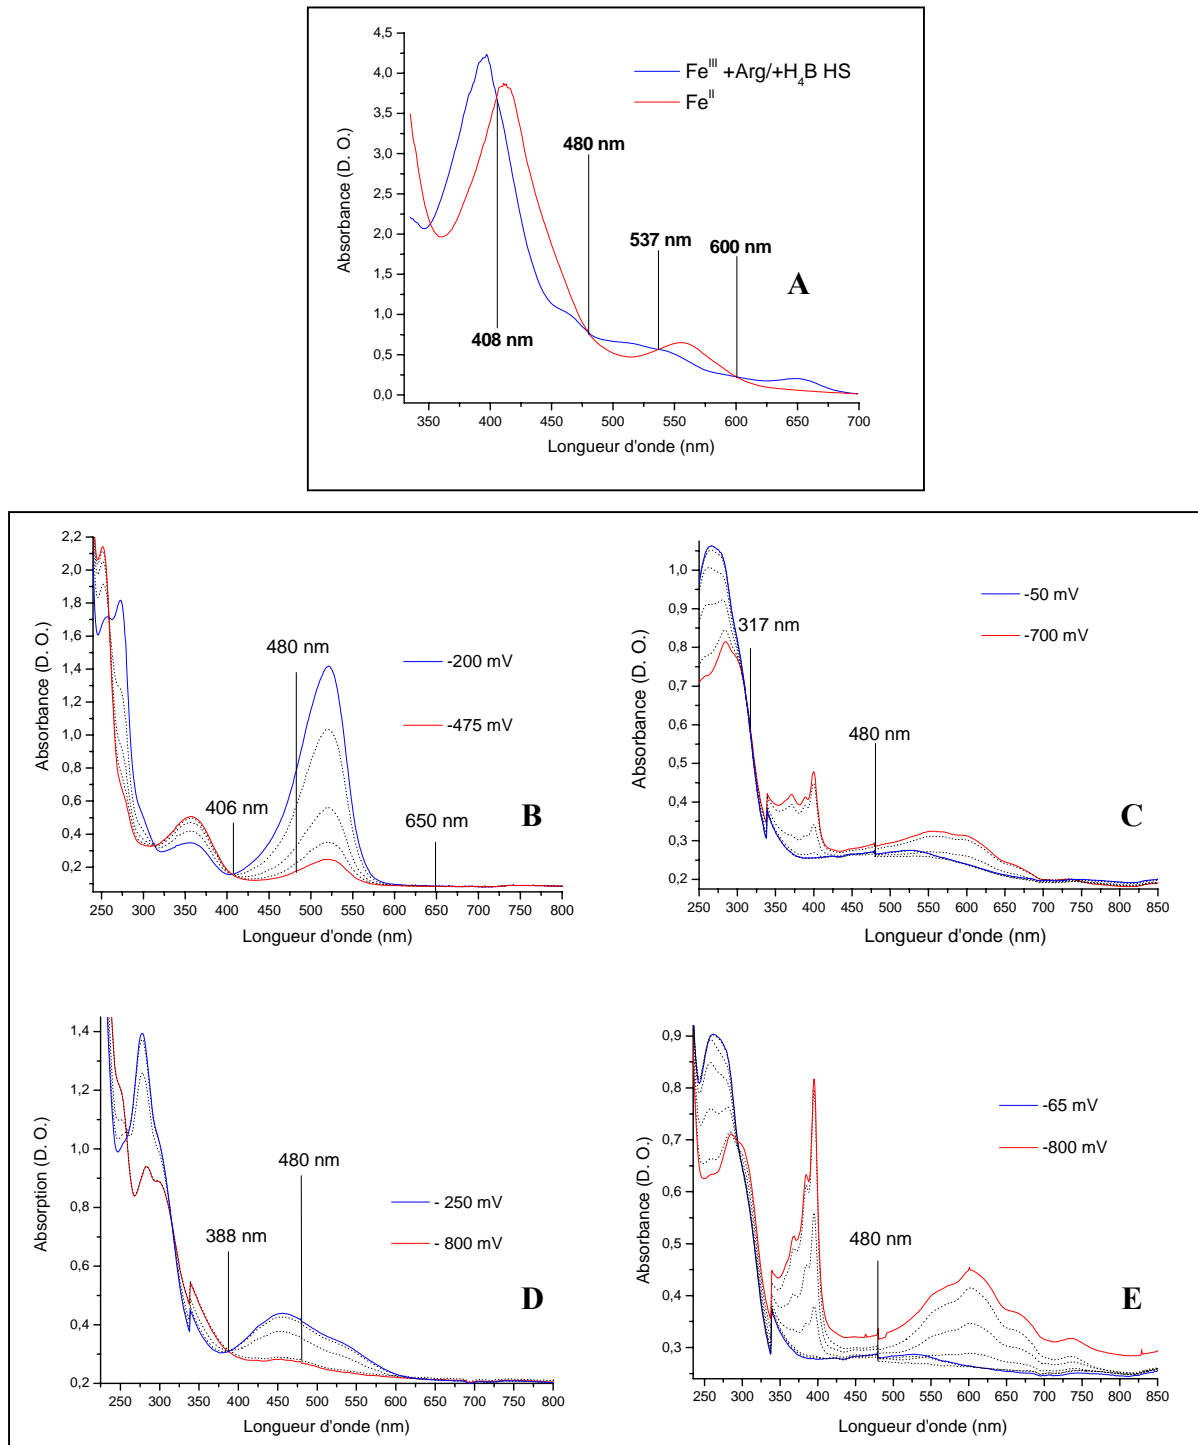 Absorbance (D. O.)
4,5
4,0
3,5
3,0
2,5
2,0
1,5
1,0
0,5
0,0
Fe^III +Arg/+H_4B HS
Fe^II
480 nm
537 nm
600 nm
408 nm
A
350 400 450 500 550 600 650 700
Longueur d'onde (nm)
Absorbance (D. O.)
2,2
2,0
1,8
1,6
1,4
1,2
1,0
0,8
0,6
0,4
0,2
480 nm
-200 mV
-475 mV
406 nm
650 nm
B
250 300 350 400 450 500 550 600 650 700 750 800
Longueur d'onde (nm)
Absorbance (D. O.)
1,0
0,9
0,8
0,7
0,6
0,5
0,4
0,3
0,2
-50 mV
-700 mV
317 nm
480 nm
C
250 300 350 400 450 500 550 600 650 700 750 800 850
Longueur d'onde (nm)
Absorption (D. O.)
1,4
1,2
1,0
0,8
0,6
0,4
0,2
480 nm
- 250 mV
- 800 mV
388 nm
D
250 300 350 400 450 500 550 600 650 700 750 800
Longueur d'onde (nm)
Absorbance (D. O.)
0,9
0,8
0,7
0,6
0,5
0,4
0,3
-65 mV
-800 mV
480 nm
E
250 300 350 400 450 500 550 600 650 700 750 800 850
Longueur d'onde (nm)